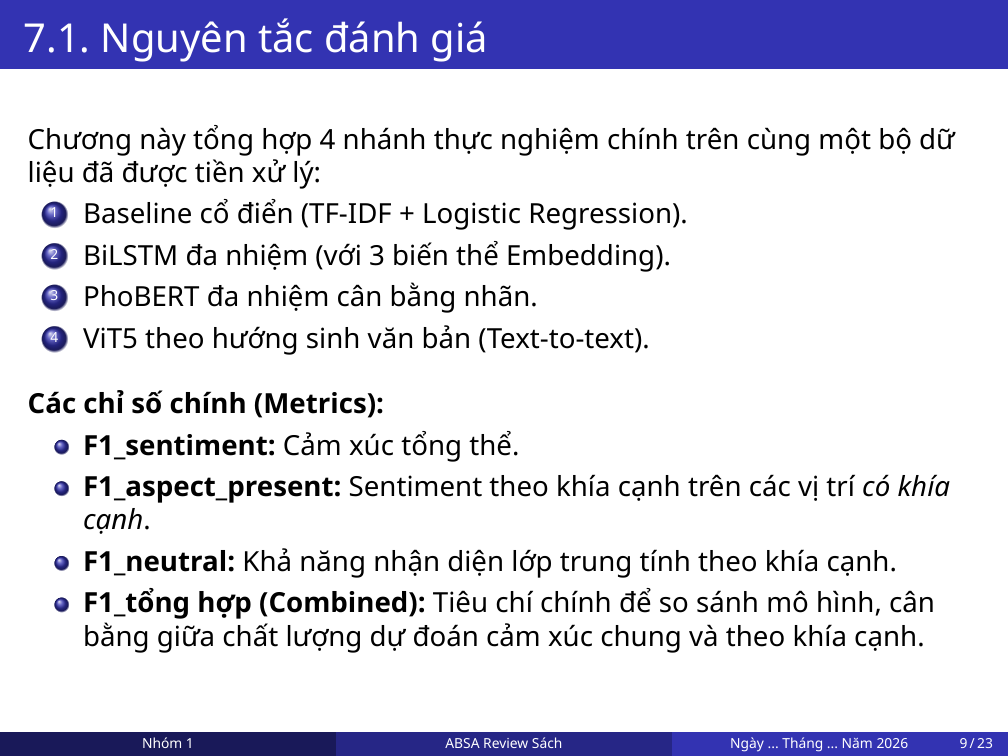 7.1. Nguyên tắc đánh giá
Chương này tổng hợp 4 nhánh thực nghiệm chính trên cùng một bộ dữ
liệu đã được tiền xử lý:
1 Baseline cổ điển (TF-IDF + Logistic Regression).
2 BiLSTM đa nhiệm (với 3 biến thể Embedding).
3 PhoBERT đa nhiệm cân bằng nhãn.
4 ViT5 theo hướng sinh văn bản (Text-to-text).
Các chỉ số chính (Metrics):
F1_sentiment: Cảm xúc tổng thể.
F1_aspect_present: Sentiment theo khía cạnh trên các vị trí có khía
cạnh.
F1_neutral: Khả năng nhận diện lớp trung tính theo khía cạnh.
F1_tổng hợp (Combined): Tiêu chí chính để so sánh mô hình, cân
bằng giữa chất lượng dự đoán cảm xúc chung và theo khía cạnh.
Nhóm 1 ABSA Review Sách Ngày ... Tháng ... Năm 2026 9 / 23